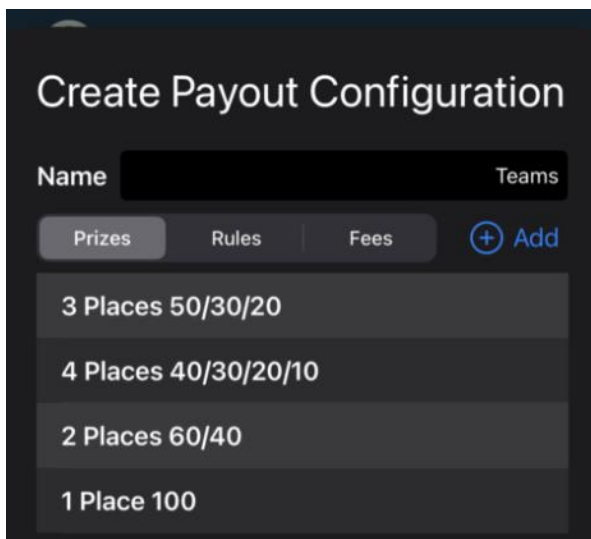 Create Payout Configuration
Name Teams
Prizes Rules Fees Add
3 Places 50/30/20
4 Places 40/30/20/10
2 Places 60/40
1 Place 100